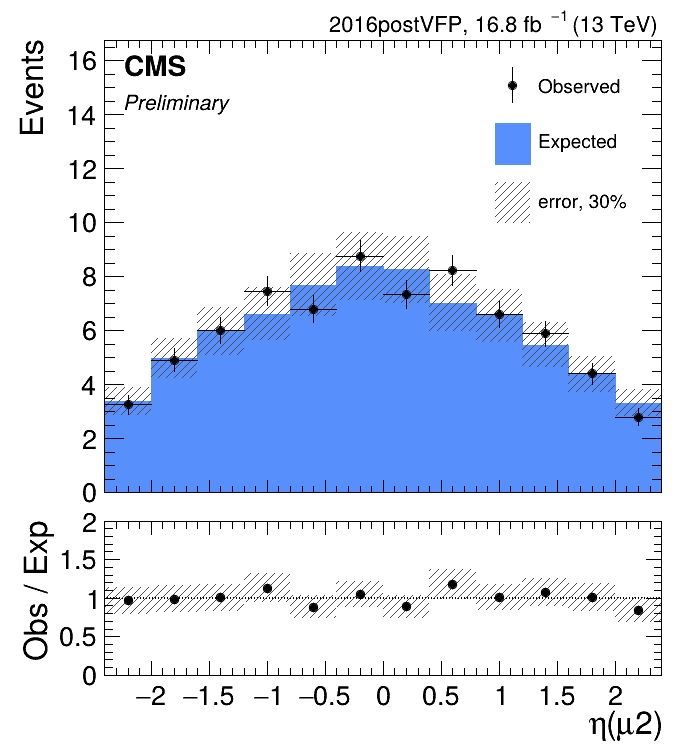 2016postVFP, 16.8 fb⁻¹ (13 TeV)
Events
16
14
12
10
8
6
4
2
0
CMS
Preliminary
Observed
Expected
error, 30%
Obs / Exp
2
1.5
1
0.5
0
−2 −1.5 −1 −0.5 0 0.5 1 1.5 2
η(μ2)